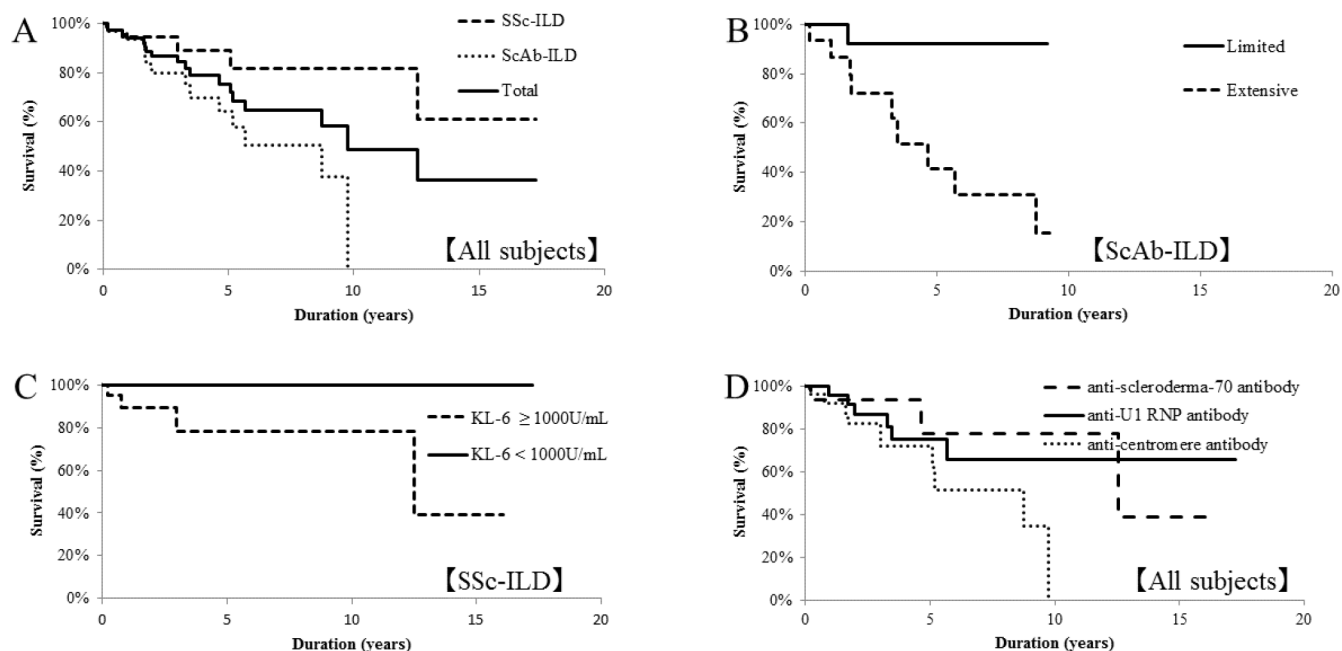 A
100%
80%
60%
40%
20%
0%
Survival (%)
0
5
10
15
20
Duration (years)
SSc-ILD
ScAb-ILD
Total
【All subjects】
B
100%
80%
60%
40%
20%
0%
Survival (%)
0
5
10
15
20
Duration (years)
Limited
Extensive
【ScAb-ILD】
C
100%
80%
60%
40%
20%
0%
Survival (%)
0
5
10
15
20
Duration (years)
KL-6 ≥ 1000U/mL
KL-6 < 1000U/mL
【SSc-ILD】
D
100%
80%
60%
40%
20%
0%
Survival (%)
0
5
10
15
20
Duration (years)
anti-scleroderma-70 antibody
anti-U1 RNP antibody
anti-centromere antibody
【All subjects】